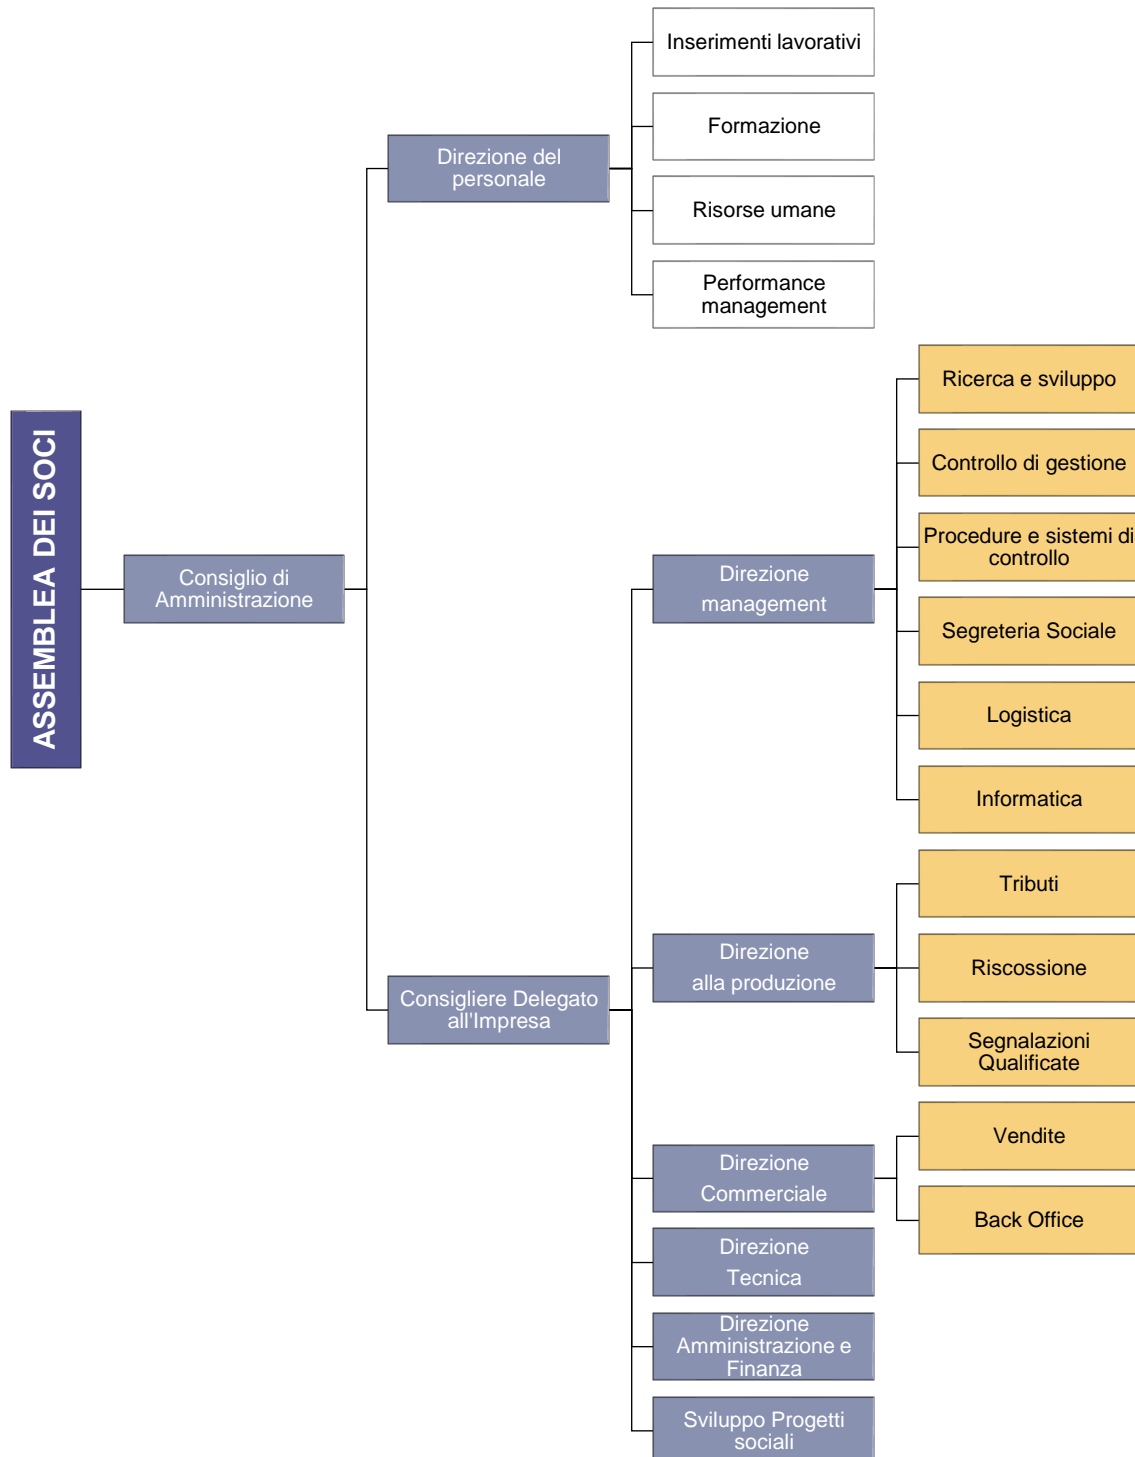 ASSEMBLEA DEI SOCI
Consiglio di
Amministrazione
Direzione del
personale
Inserimenti lavorativi
Formazione
Risorse umane
Performance
management
Consigliere Delegato
all'Impresa
Direzione
management
Ricerca e sviluppo
Controllo di gestione
Procedure e sistemi di
controllo
Segreteria Sociale
Logistica
Informatica
Direzione
alla produzione
Tributi
Riscossione
Segnalazioni
Qualificate
Direzione
Commerciale
Vendite
Back Office
Direzione
Tecnica
Direzione
Amministrazione e
Finanza
Sviluppo Progetti
sociali